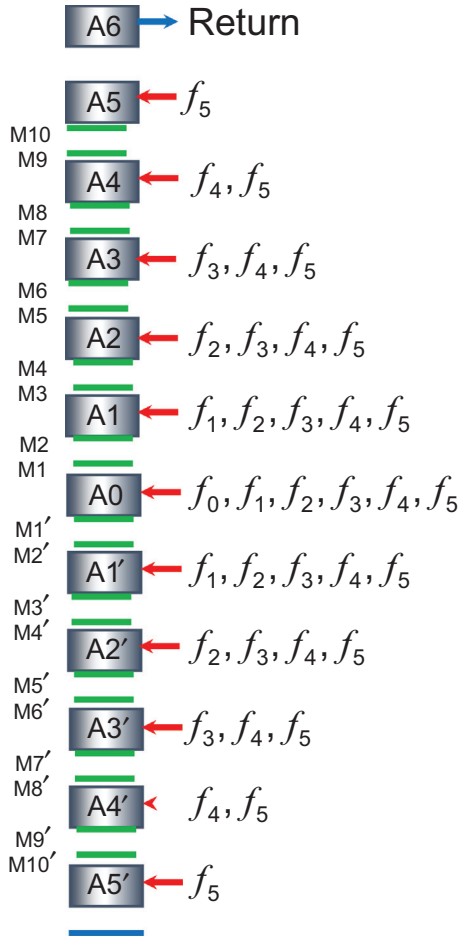 A6 Return
A5 f₅
M10
M9
A4 f₄, f₅
M8
M7
A3 f₃, f₄, f₅
M6
M5
A2 f₂, f₃, f₄, f₅
M4
M3
A1 f₁, f₂, f₃, f₄, f₅
M2
M1
A0 f₀, f₁, f₂, f₃, f₄, f₅
M1′
M2′
A1′ f₁, f₂, f₃, f₄, f₅
M3′
M4′
A2′ f₂, f₃, f₄, f₅
M5′
M6′
A3′ f₃, f₄, f₅
M7′
M8′
A4′ f₄, f₅
M9′
M10′
A5′ f₅